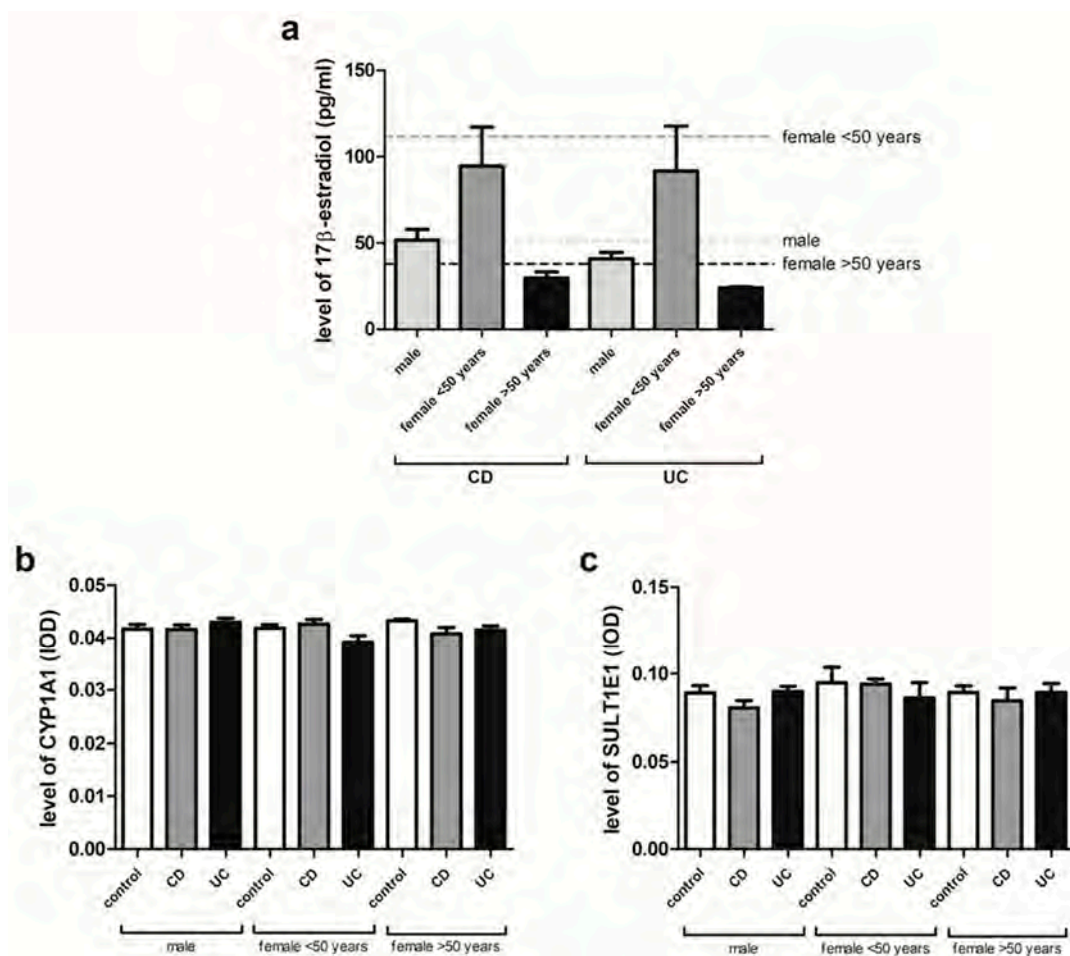 a
level of 17β-estradiol (pg/ml)
150
100
50
0
female <50 years
male
female >50 years
male
female <50 years
female >50 years
male
female <50 years
female >50 years
CD
UC
b
level of CYP1A1 (IOD)
0.05
0.04
0.03
0.02
0.01
0.00
control
CD
UC
control
CD
UC
control
CD
UC
male
female <50 years
female >50 years
c
level of SULT1E1 (IOD)
0.15
0.10
0.05
0.00
control
CD
UC
control
CD
UC
control
CD
UC
male
female <50 years
female >50 years